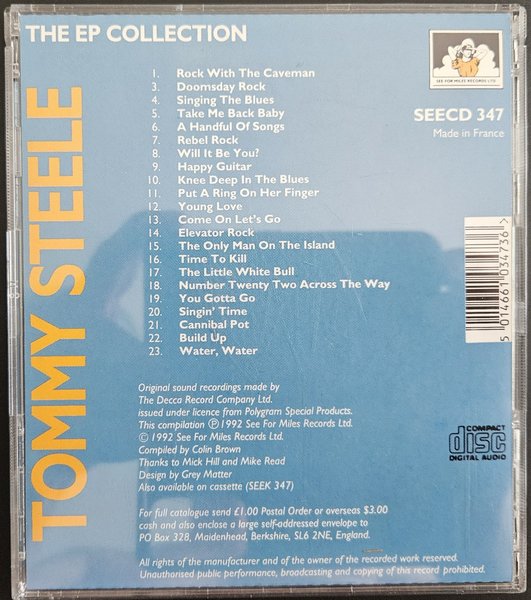 THE EP COLLECTION
TOMMY STEELE
SEE FOR MILES RECORDS LTD.
SEECD 347
Made in France
1. Rock With The Caveman
3. Doomsday Rock
4. Singing The Blues
5. Take Me Back Baby
6. A Handful Of Songs
7. Rebel Rock
8. Will It Be You?
9. Happy Guitar
10. Knee Deep In The Blues
11. Put A Ring On Her Finger
12. Young Love
13. Come On Let's Go
14. Elevator Rock
15. The Only Man On The Island
16. Time To Kill
17. The Little White Bull
18. Number Twenty Two Across The Way
19. You Gotta Go
20. Singin' Time
21. Cannibal Pot
22. Build Up
23. Water, Water
5 014661 034736 >
Original sound recordings made by
The Decca Record Company Ltd.
issued under licence from Polygram Special Products.
This compilation ℗ 1992 See For Miles Records Ltd.
© 1992 See For Miles Records Ltd.
Compiled by Colin Brown
Thanks to Mick Hill and Mike Read
Design by Grey Matter
Also available on cassette (SEEK 347)
COMPACT
disc
DIGITAL AUDIO
For full catalogue send £1.00 Postal Order or overseas $3.00
cash and also enclose a large self-addressed envelope to
PO Box 328, Maidenhead, Berkshire, SL6 2NE, England.
All rights of the manufacturer and of the owner of the recorded work reserved.
Unauthorised public performance, broadcasting and copying of this record prohibited.